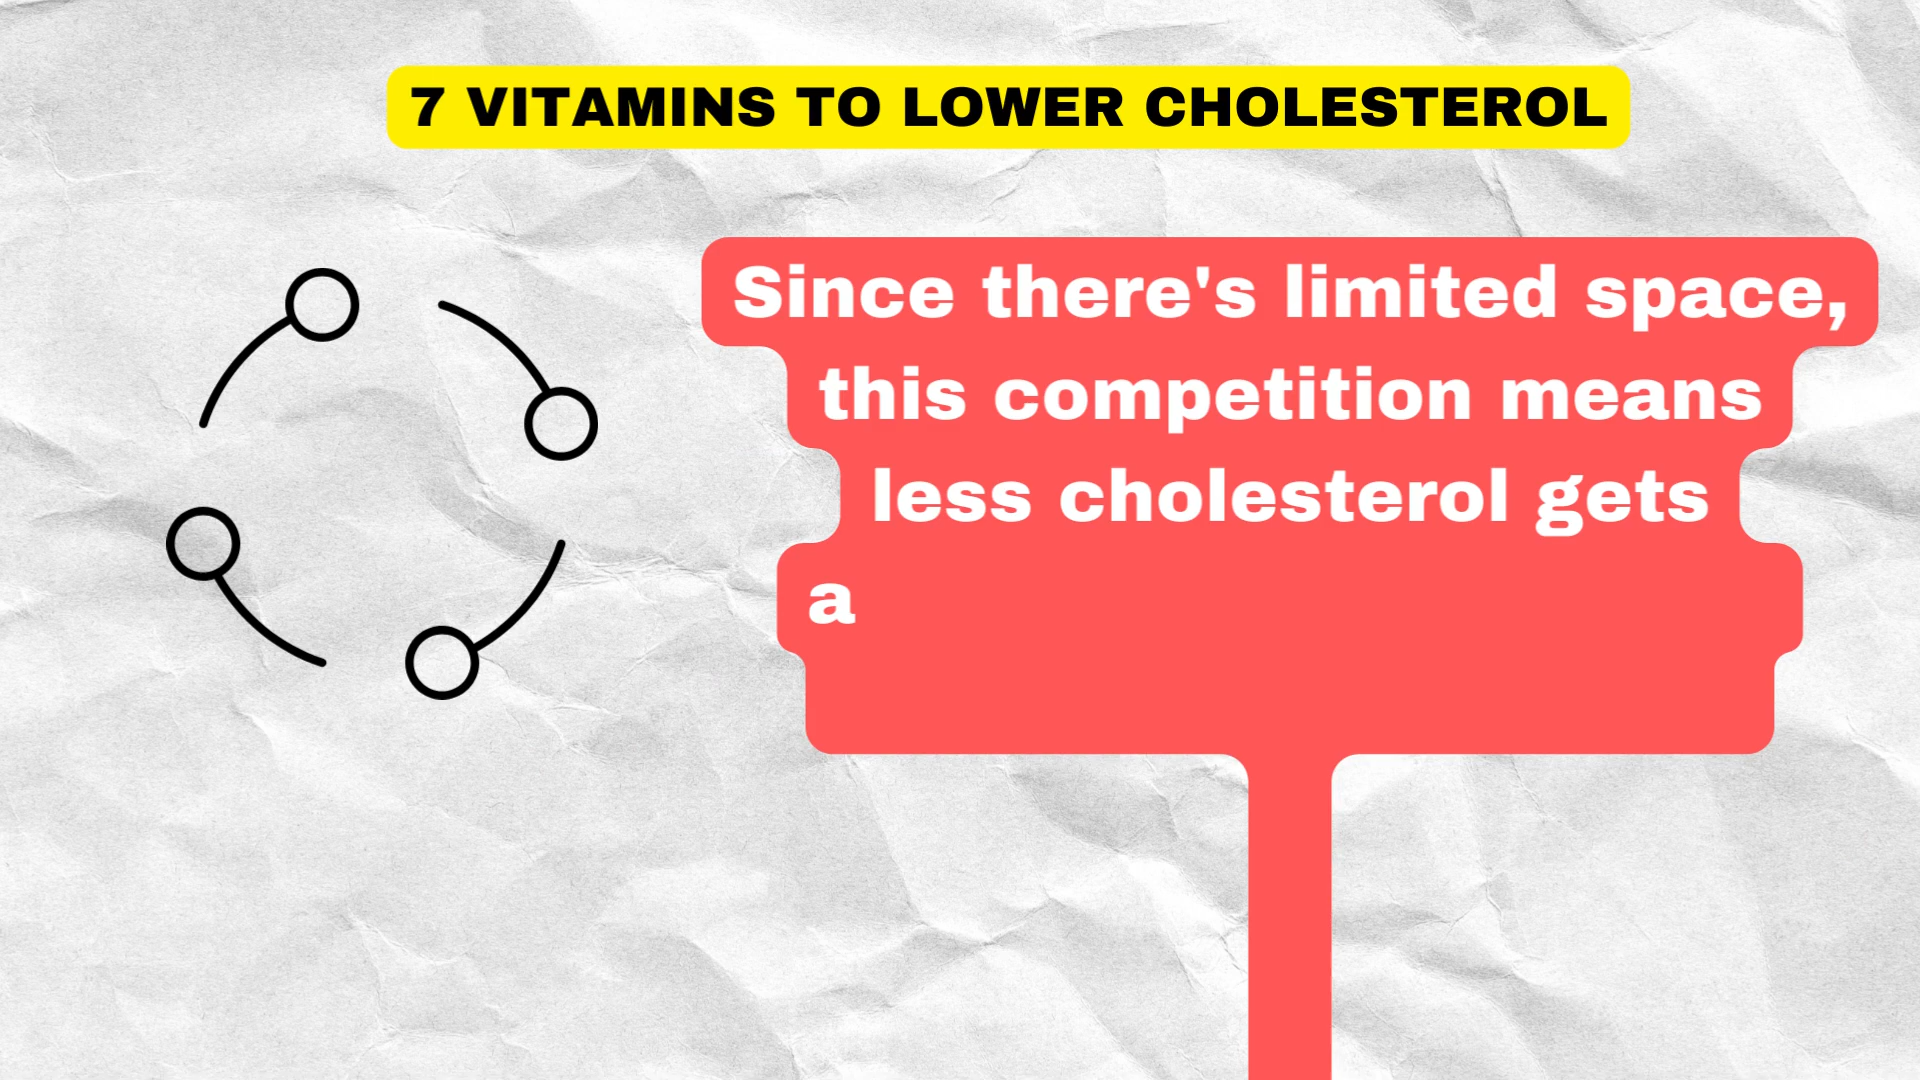 7 VITAMINS TO LOWER CHOLESTEROL
Since there's limited space,
this competition means
less cholesterol gets
a